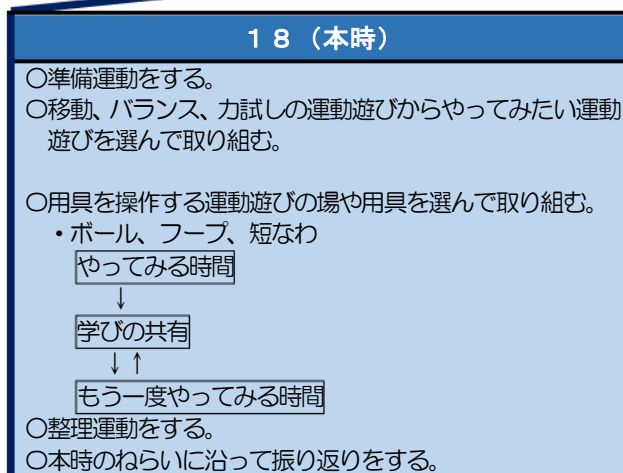 １８（本時）
〇準備運動をする。
〇移動、バランス、力試しの運動遊びからやってみたい運動
遊びを選んで取り組む。
〇用具を操作する運動遊びの場や用具を選んで取り組む。
・ボール、フープ、短なわ
やってみる時間
↓
学びの共有
↓↑
もう一度やってみる時間
〇整理運動をする。
〇本時のねらいに沿って振り返りをする。